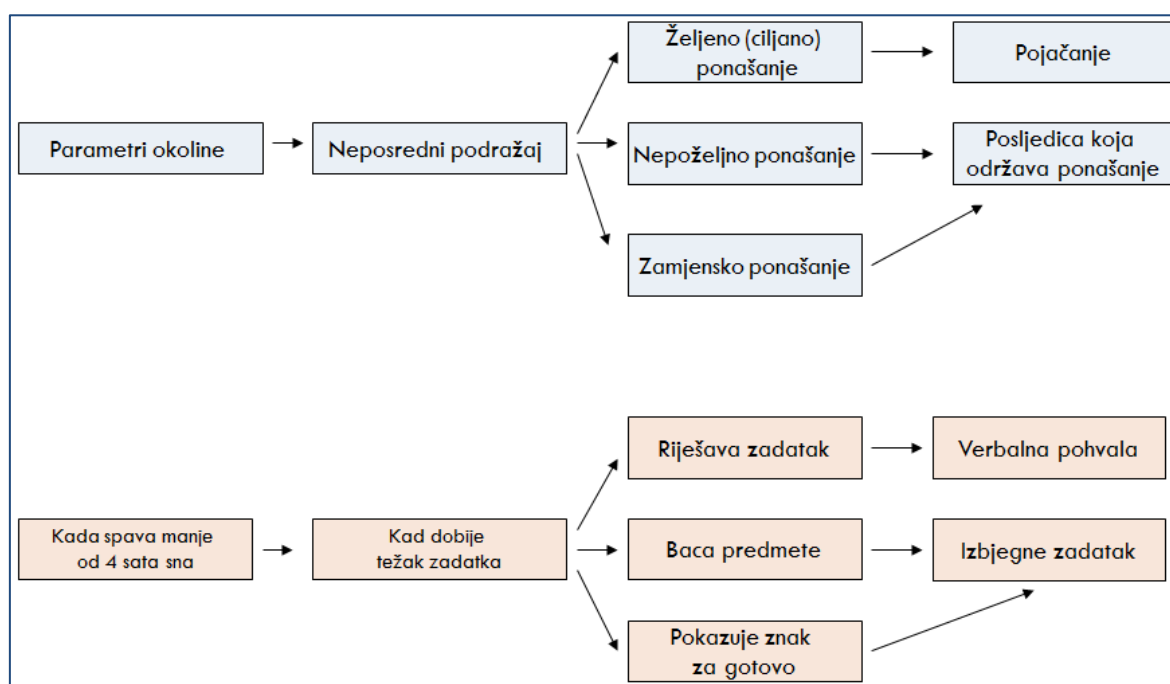 Željeno (ciljano)
ponašanje
Pojačanje
Parametri okoline
Neposredni podražaj
Nepoželjno ponašanje
Posljedica koja
održava ponašanje
Zamjensko ponašanje
Riješava zadatak
Verbalna pohvala
Kada spava manje
od 4 sata sna
Kad dobije
težak zadatka
Baca predmete
Izbjegne zadatak
Pokazuje znak
za gotovo